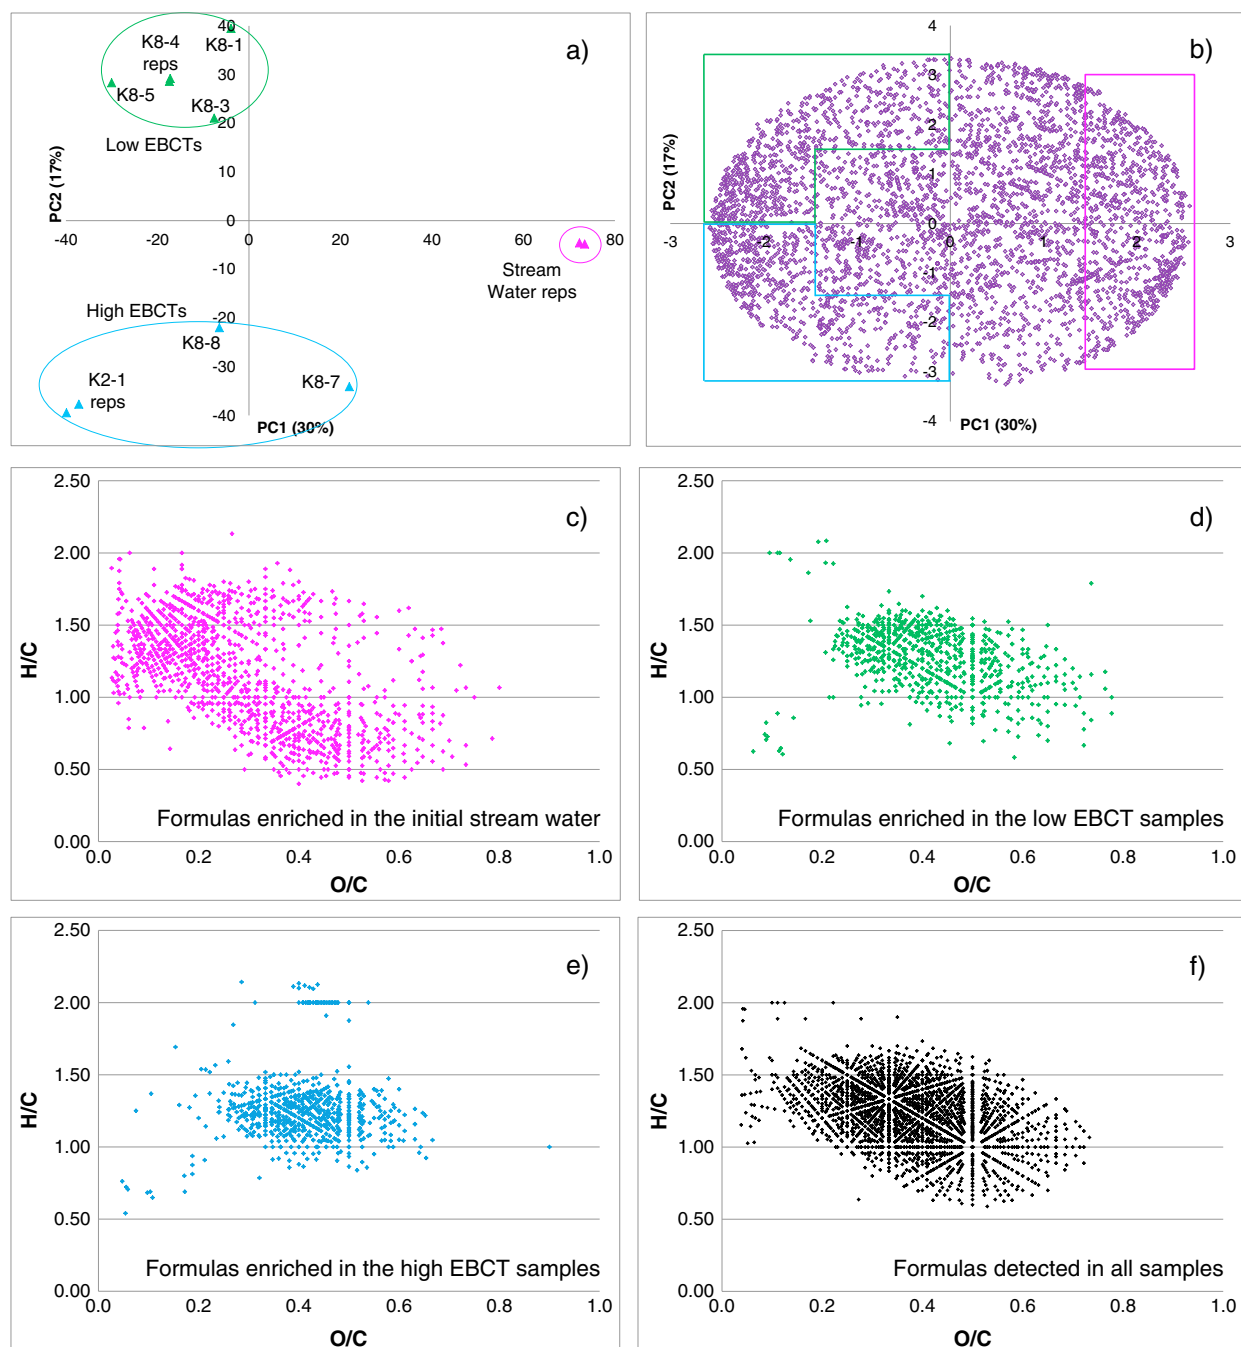 a)
40
K8-4
reps
K8-1
30
K8-5
K8-3
20
Low EBCTs
10
PC2 (17%)
0
-40
-20
0
20
40
60
80
-10
Stream
Water reps
High EBCTs
-20
K8-8
-30
K2-1
reps
K8-7
-40
PC1 (30%)
b)
4
3
2
1
PC2 (17%)
0
-3
-2
-1
0
1
2
3
-1
-2
-3
-4
PC1 (30%)
c)
2.50
2.00
1.50
1.00
0.50
0.00
H/C
Formulas enriched in the initial stream water
0.0 0.2 0.4 0.6 0.8 1.0
O/C
d)
2.50
2.00
1.50
1.00
0.50
0.00
H/C
Formulas enriched in the low EBCT samples
0.0 0.2 0.4 0.6 0.8 1.0
O/C
e)
2.50
2.00
1.50
1.00
0.50
0.00
H/C
Formulas enriched in the high EBCT samples
0.0 0.2 0.4 0.6 0.8 1.0
O/C
f)
2.50
2.00
1.50
1.00
0.50
0.00
H/C
Formulas detected in all samples
0.0 0.2 0.4 0.6 0.8 1.0
O/C